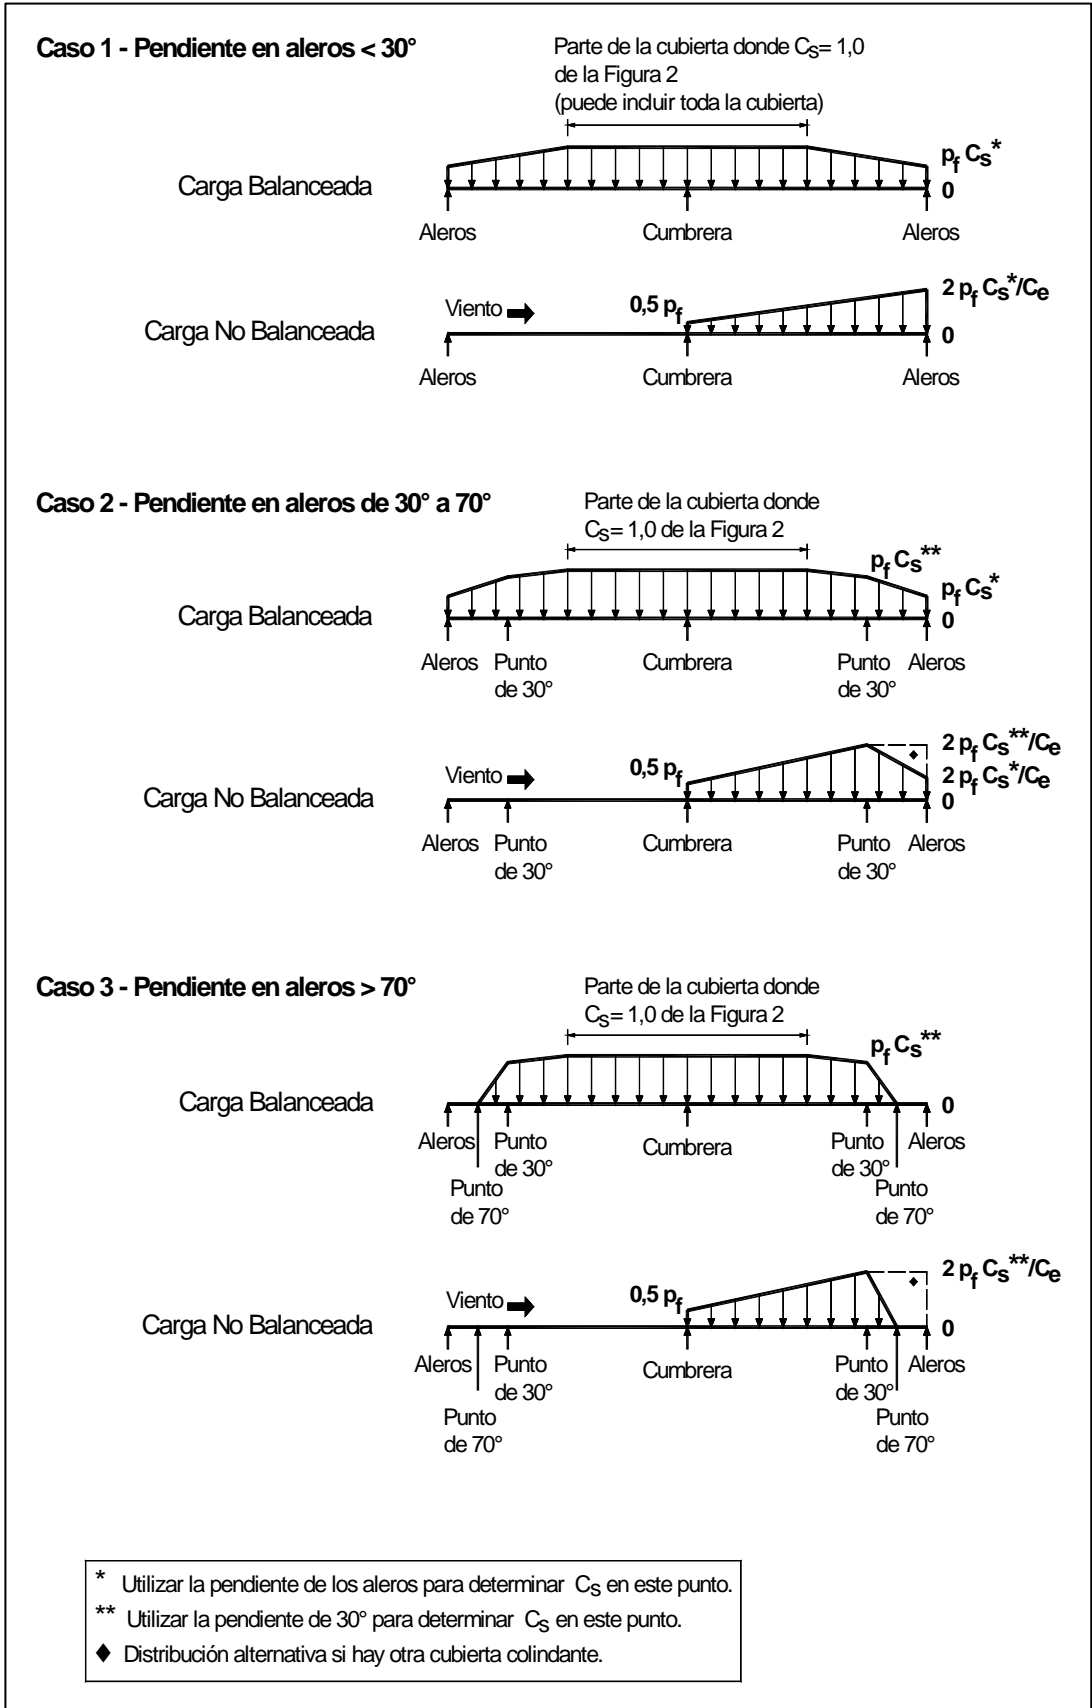 Caso 1 - Pendiente en aleros < 30°
Parte de la cubierta donde Cs= 1,0
de la Figura 2
(puede incluir toda la cubierta)
Carga Balanceada
pf Cs*
0
Aleros
Cumbrera
Aleros
Carga No Balanceada
Viento
0,5 pf
2 pf Cs*/Ce
0
Aleros
Cumbrera
Aleros
Caso 2 - Pendiente en aleros de 30° a 70°
Parte de la cubierta donde
Cs= 1,0 de la Figura 2
Carga Balanceada
pf Cs**
pf Cs*
0
Aleros
Punto
de 30°
Cumbrera
Punto
de 30°
Aleros
Carga No Balanceada
Viento
0,5 pf
2 pf Cs**/Ce
2 pf Cs*/Ce
0
Aleros
Punto
de 30°
Cumbrera
Punto
de 30°
Aleros
Caso 3 - Pendiente en aleros > 70°
Parte de la cubierta donde
Cs= 1,0 de la Figura 2
Carga Balanceada
pf Cs**
0
Aleros
Punto
de 30°
Cumbrera
Punto
de 30°
Aleros
Punto
de 70°
Punto
de 70°
Carga No Balanceada
Viento
0,5 pf
2 pf Cs**/Ce
0
Aleros
Punto
de 30°
Cumbrera
Punto
de 30°
Aleros
Punto
de 70°
Punto
de 70°
* Utilizar la pendiente de los aleros para determinar Cs en este punto.
** Utilizar la pendiente de 30° para determinar Cs en este punto.
♦ Distribución alternativa si hay otra cubierta colindante.